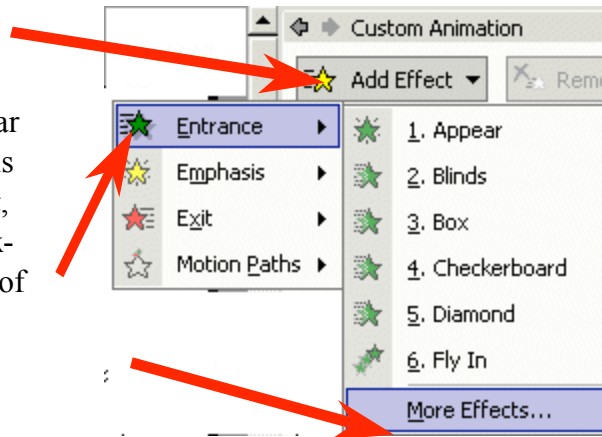 Custom Animation
Add Effect
Entrance
Emphasis
Exit
Motion Paths
1. Appear
2. Blinds
3. Box
4. Checkerboard
5. Diamond
6. Fly In
More Effects...
of